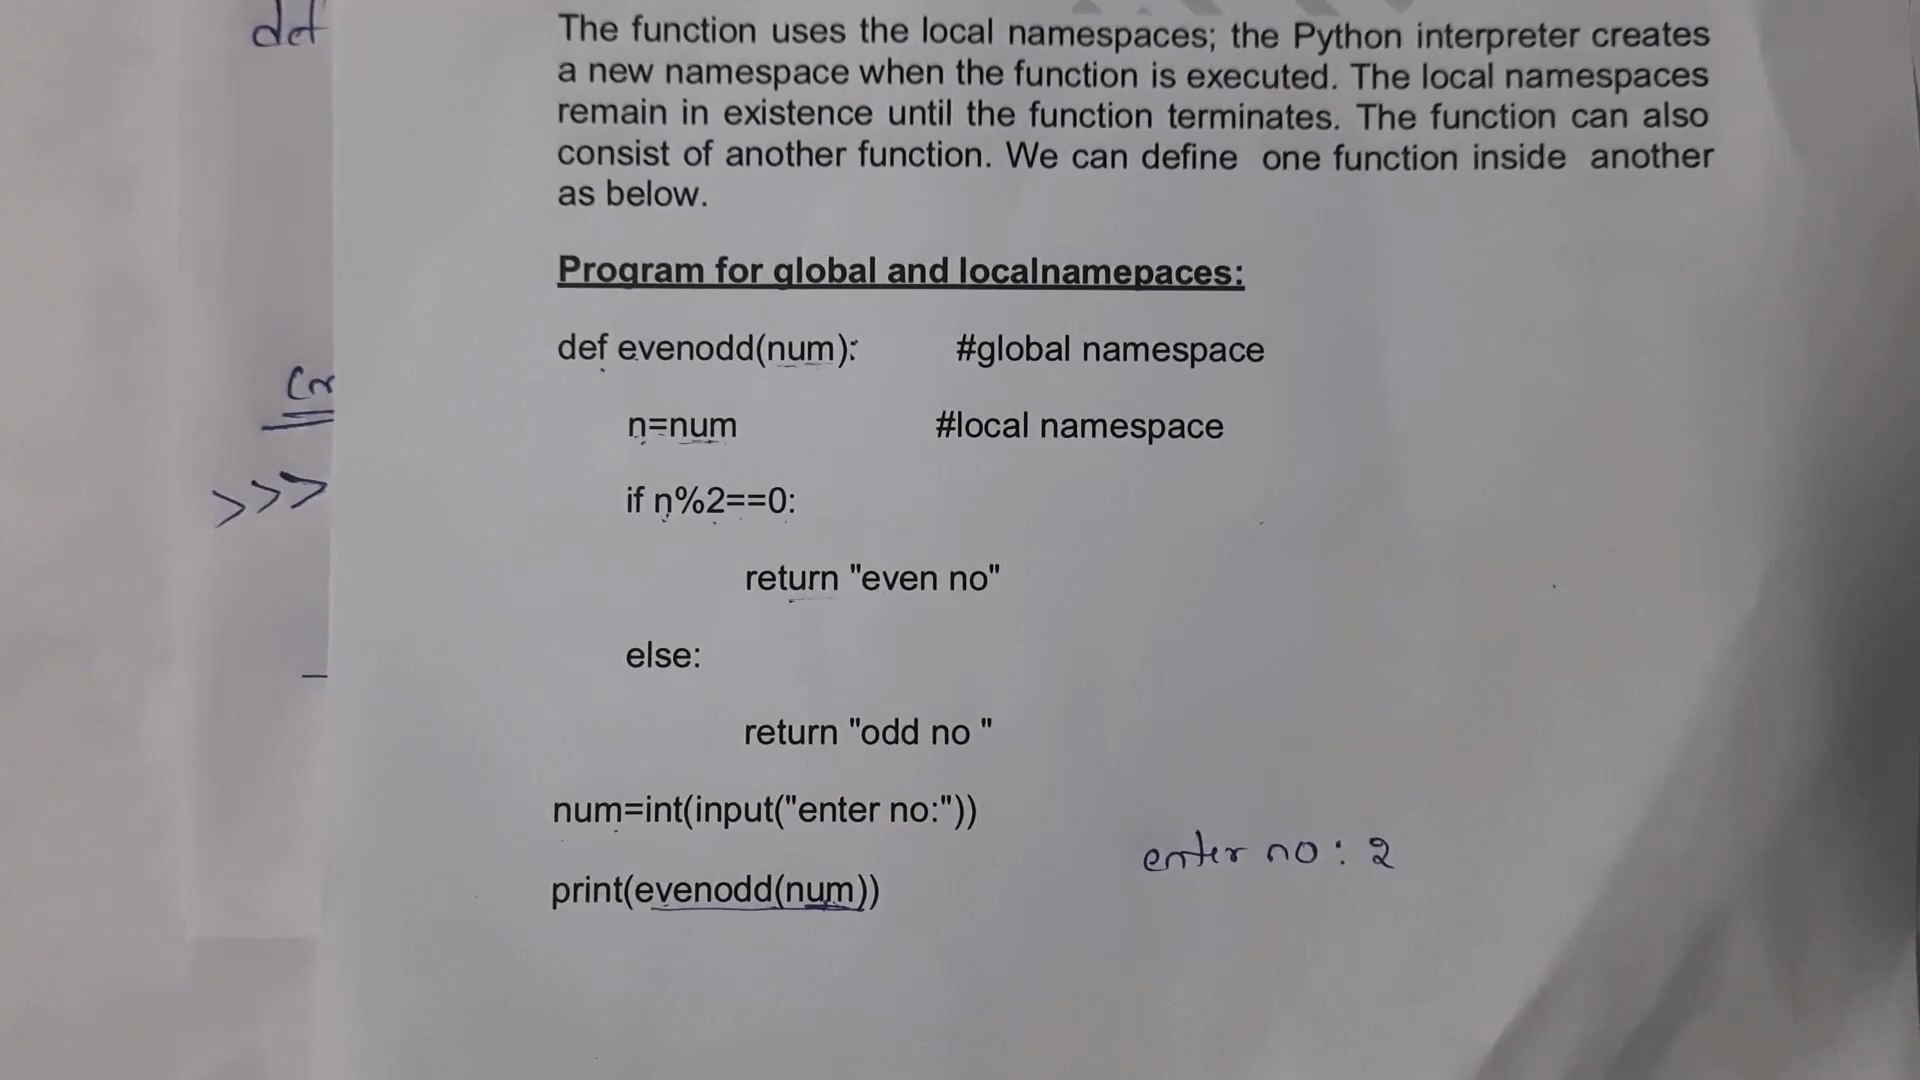 def
The function uses the local namespaces; the Python interpreter creates
a new namespace when the function is executed. The local namespaces
remain in existence until the function terminates. The function can also
consist of another function. We can define one function inside another
as below.
Program for global and localnamepaces:
def evenodd(num): #global namespace
n=num #local namespace
if n%2==0:
>>>
return "even no"
else:
return "odd no "
num=int(input("enter no:"))
enter no: 2
print(evenodd(num))